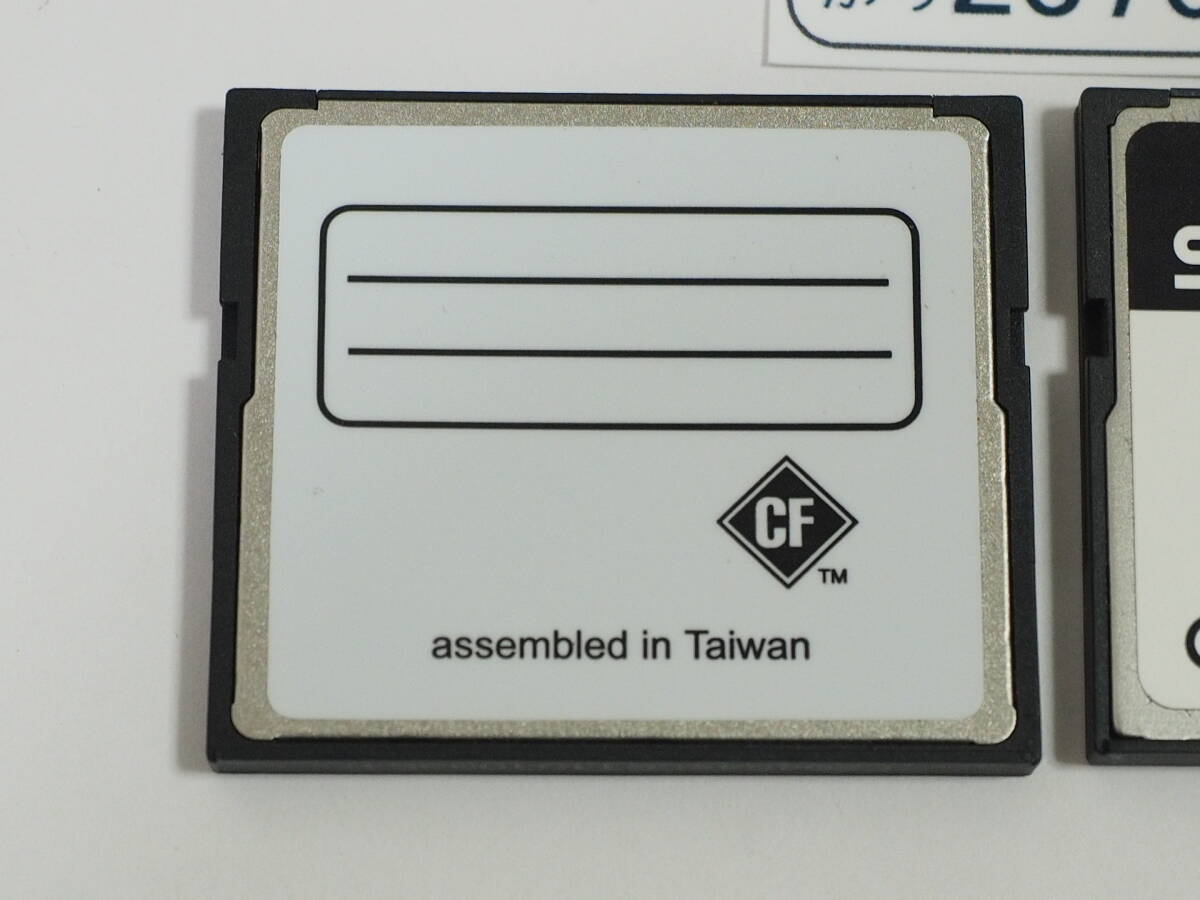 CF
TM
assembled in Taiwan